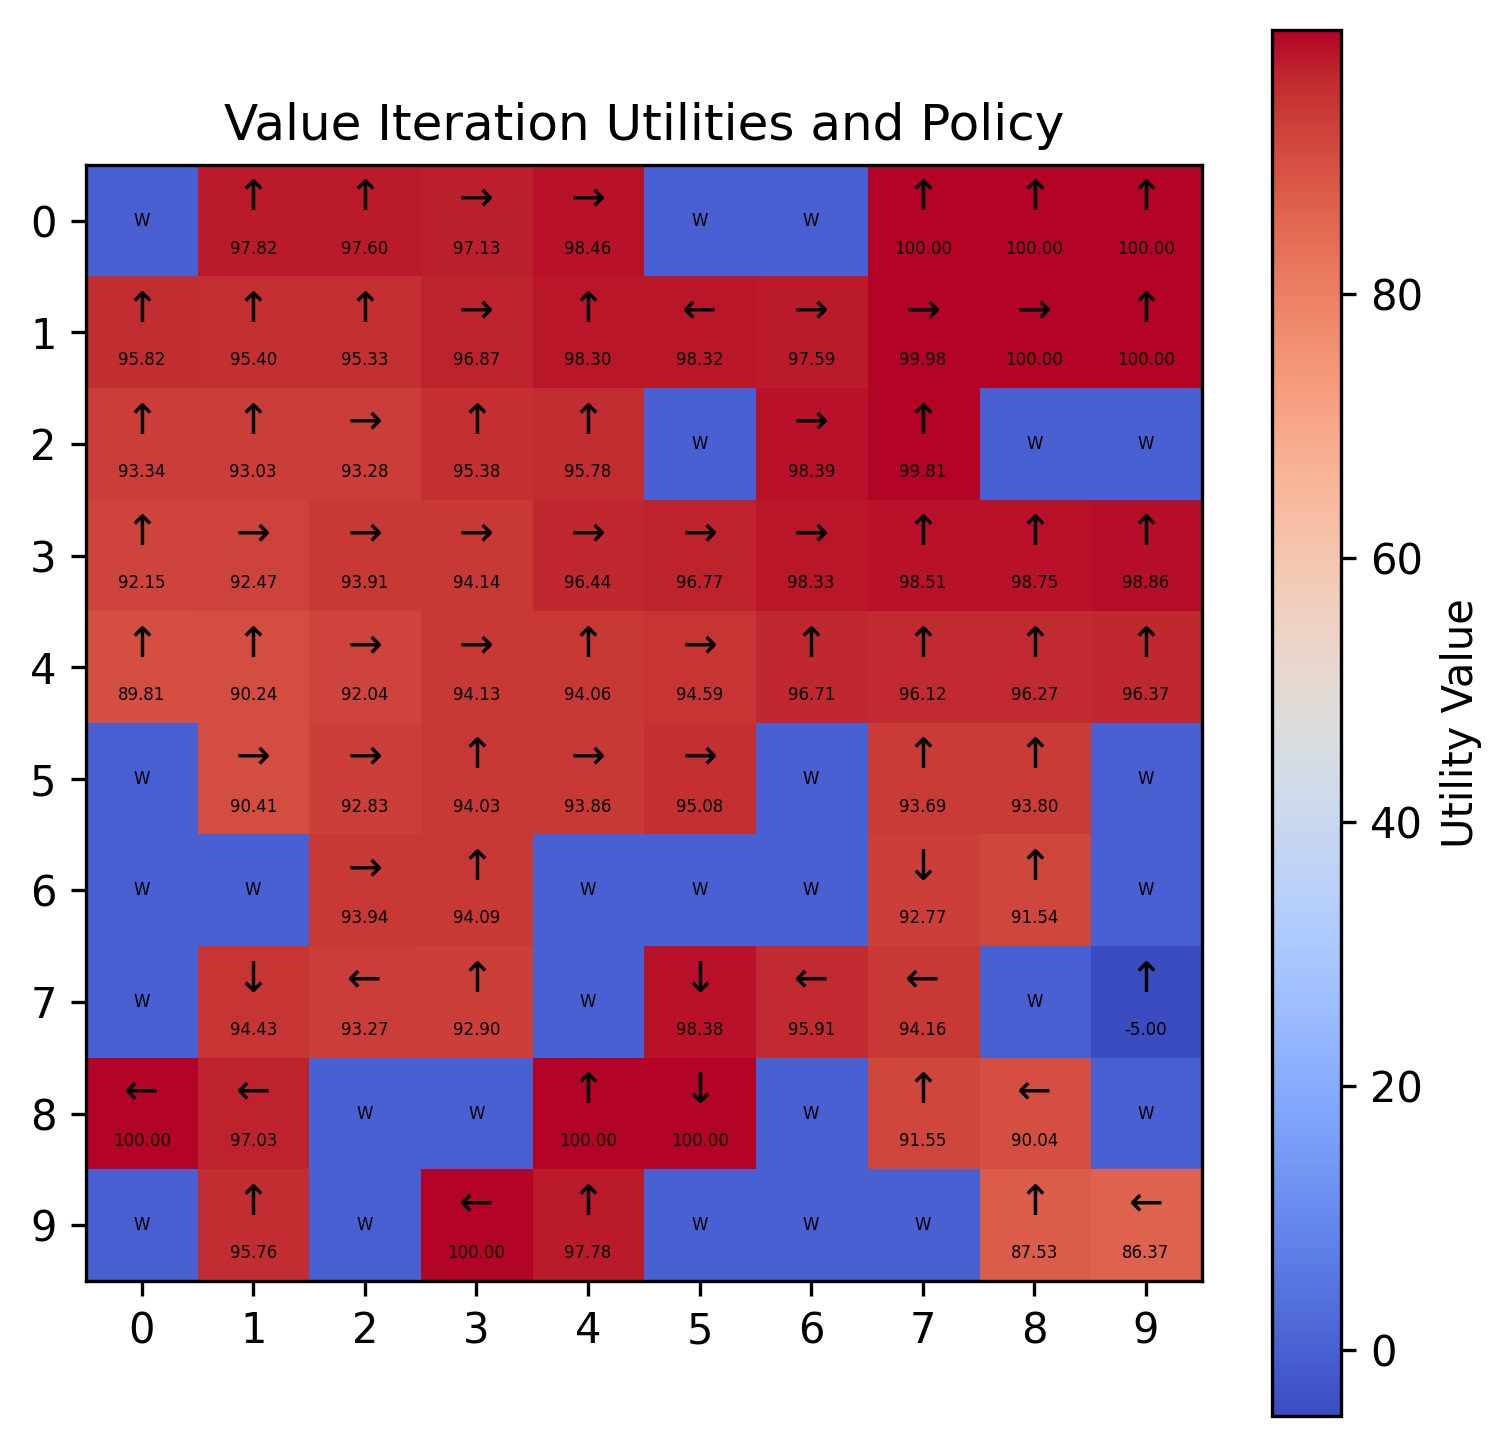 Value Iteration Utilities and Policy
0 W ↑ ↑ → → W W ↑ ↑ ↑
97.82 97.60 97.13 98.46 100.00 100.00 100.00
1 ↑ ↑ ↑ → ↑ ← → → → ↑
95.82 95.40 95.33 96.87 98.30 98.32 97.59 99.98 100.00 100.00
2 ↑ ↑ → ↑ ↑ W → ↑ W W
93.34 93.03 93.28 95.38 95.78 98.39 99.81
3 ↑ → → → → → → ↑ ↑ ↑
92.15 92.47 93.91 94.14 96.44 96.77 98.33 98.51 98.75 98.86
4 ↑ ↑ → → ↑ → ↑ ↑ ↑ ↑
89.81 90.24 92.04 94.13 94.06 94.59 96.71 96.12 96.27 96.37
5 W → → ↑ → → W ↑ ↑ W
90.41 92.83 94.03 93.86 95.08 93.69 93.80
6 W W → ↑ W W W ↓ ↑ W
93.94 94.09 92.77 91.54
7 W ↓ ← ↑ W ↓ ← ← W ↑
94.43 93.27 92.90 98.38 95.91 94.16 -5.00
8 ← ← W W ↑ ↓ W ↑ ← W
100.00 97.03 100.00 100.00 91.55 90.04
9 W ↑ W ← ↑ W W W ↑ ←
95.76 100.00 97.78 87.53 86.37
0 1 2 3 4 5 6 7 8 9
80
60
40
20
0
Utility Value